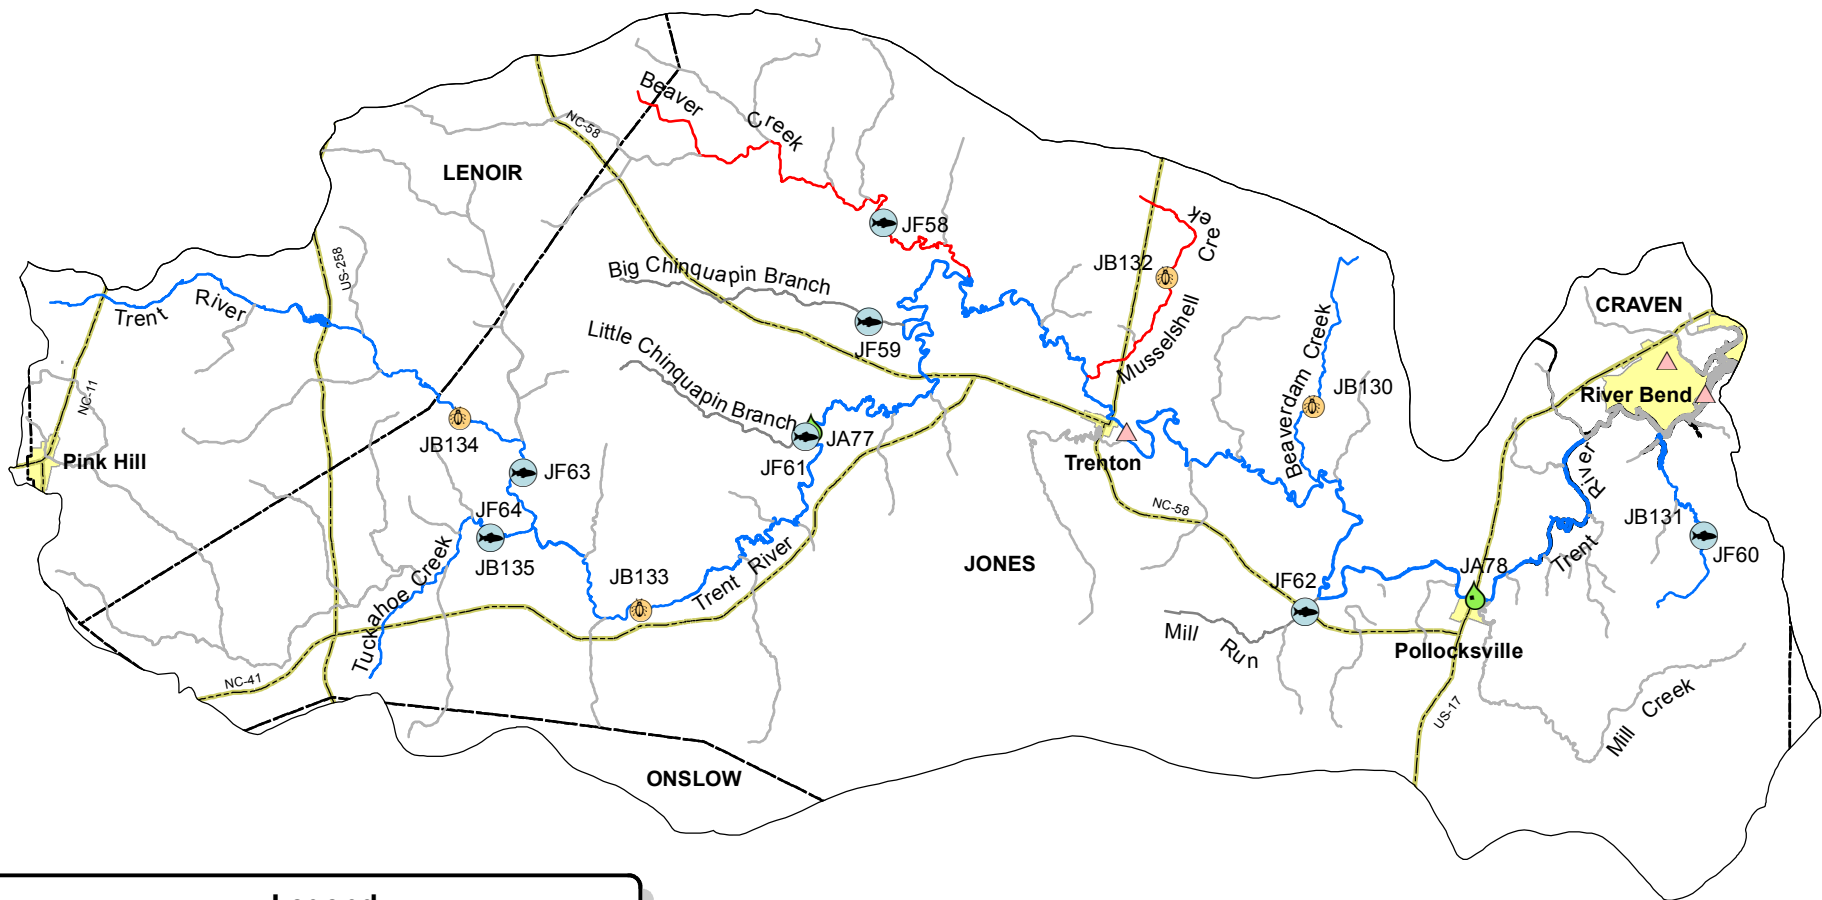 Beaver
Creek
NC-58
LENOIR
JF58
Creek
JB132
US-258
Big Chinquapin Branch
CRAVEN
Trent
River
Musselshell
Little Chinquapin Branch
JF59
Beaverdam Creek
JB130
River Bend
NC-11
JB134
JA77
JF61
Trenton
Pink Hill
JF63
River
JF64
NC-58
JB131
JF60
Tuckahoe Creek
JB135
JB133
Trent River
JONES
Trent
JA78
JF62
Mill
Run
Pollocksville
NC-41
US-17
Mill Creek
ONSLOW